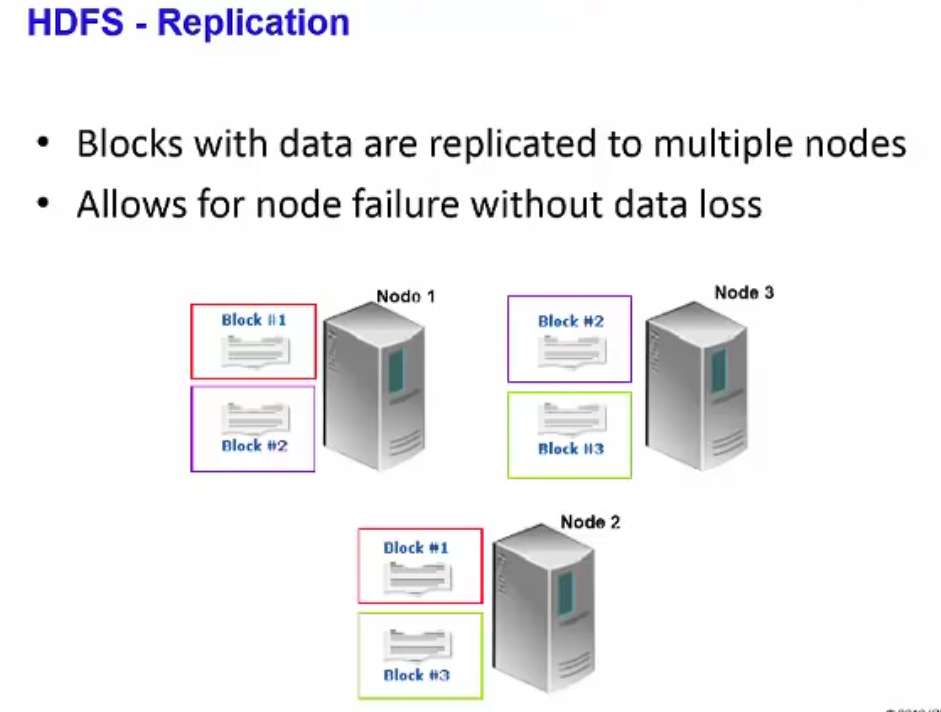 HDFS - Replication
• Blocks with data are replicated to multiple nodes
• Allows for node failure without data loss
Node 1
Block #1
Block #2
Node 3
Block #2
Block #3
Node 2
Block #1
Block #3